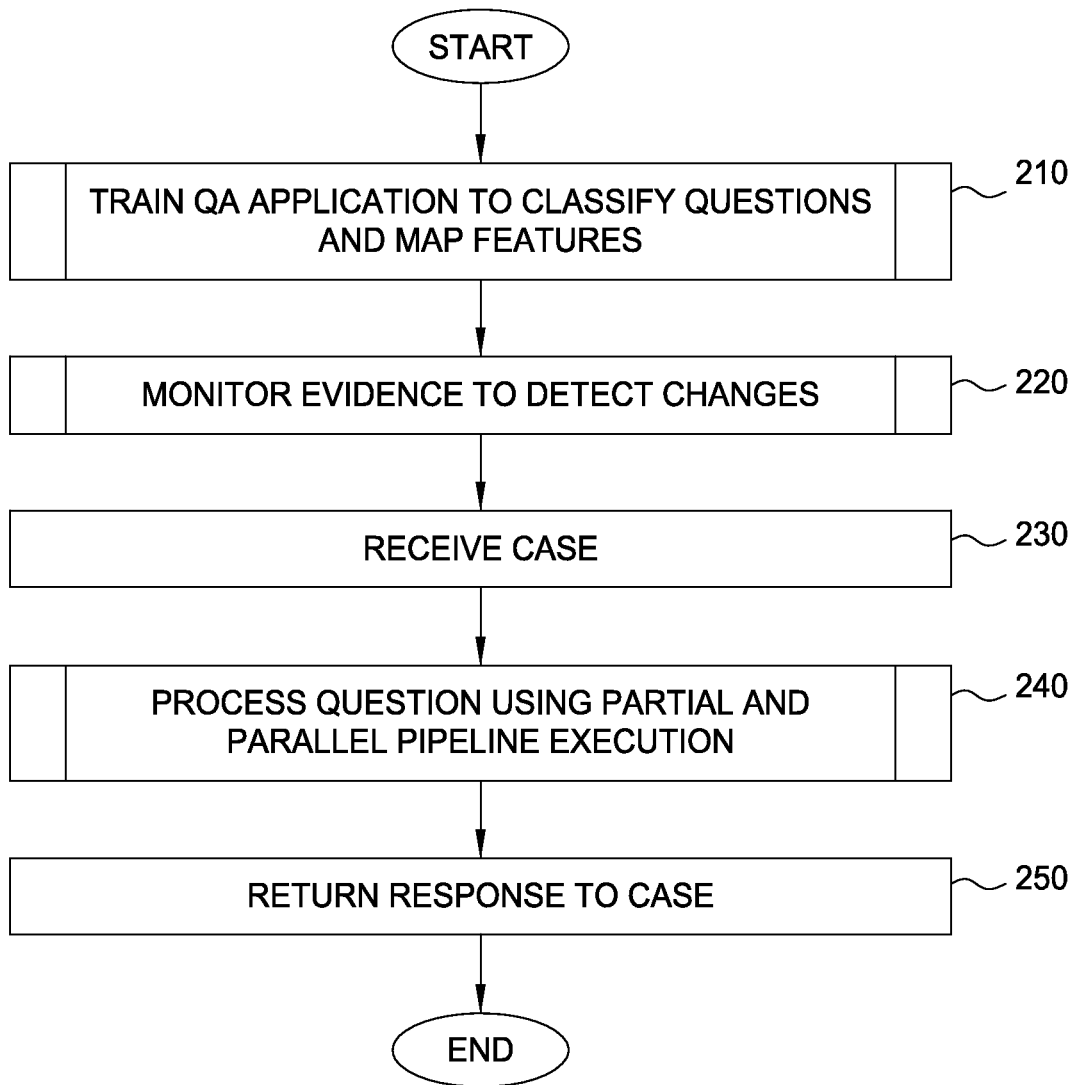 START
TRAIN QA APPLICATION TO CLASSIFY QUESTIONS
AND MAP FEATURES
210
MONITOR EVIDENCE TO DETECT CHANGES
220
RECEIVE CASE
230
PROCESS QUESTION USING PARTIAL AND
PARALLEL PIPELINE EXECUTION
240
RETURN RESPONSE TO CASE
250
END